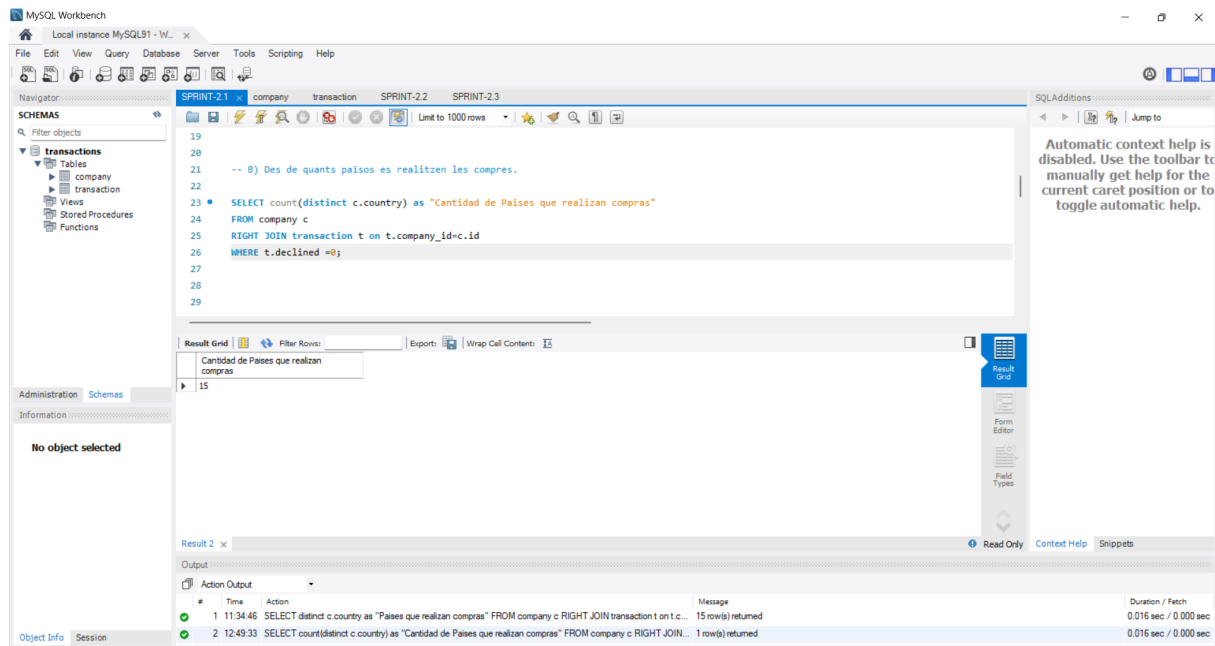 MySQL Workbench
Local instance MySQL91 - W... ×
File Edit View Query Database Server Tools Scripting Help
Navigator
SCHEMAS
Filter objects
transactions
Tables
company
transaction
Views
Stored Procedures
Functions
Administration Schemas
Information
No object selected
Object Info Session
SPRINT-2.1 × company transaction SPRINT-2.2 SPRINT-2.3
Limit to 1000 rows
19
20
21 -- B) Des de quants països es realitzen les compres.
22
23 SELECT count(distinct c.country) as "Cantidad de Paises que realizan compras"
24 FROM company c
25 RIGHT JOIN transaction t on t.company_id=c.id
26 WHERE t.declined =0;
27
28
29
Result Grid Filter Rows: Export: Wrap Cell Content:
Cantidad de Paises que realizan
compras
15
Result
Grid
Form
Editor
Field
Types
Result 2 × Read Only
Output
Action Output
# Time Action Message Duration / Fetch
1 11:34:46 SELECT distinct c.country as "Paises que realizan compras" FROM company c RIGHT JOIN transaction t on t.c... 15 row(s) returned 0.016 sec / 0.000 sec
2 12:49:33 SELECT count(distinct c.country) as "Cantidad de Paises que realizan compras" FROM company c RIGHT JOIN... 1 row(s) returned 0.016 sec / 0.000 sec
SQLAdditions
Jump to
Automatic context help is
disabled. Use the toolbar to
manually get help for the
current caret position or to
toggle automatic help.
Context Help Snippets